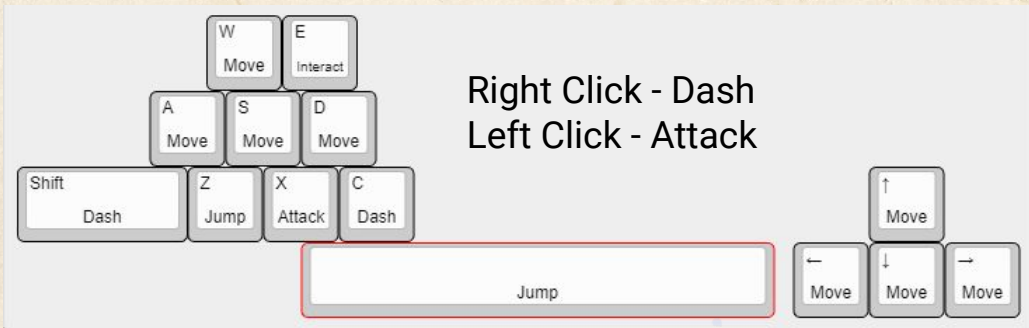 W
Move
E
Interact
Right Click - Dash
Left Click - Attack
A
Move
S
Move
D
Move
Shift
Dash
Z
Jump
X
Attack
C
Dash
↑
Move
Jump
←
Move
↓
Move
→
Move